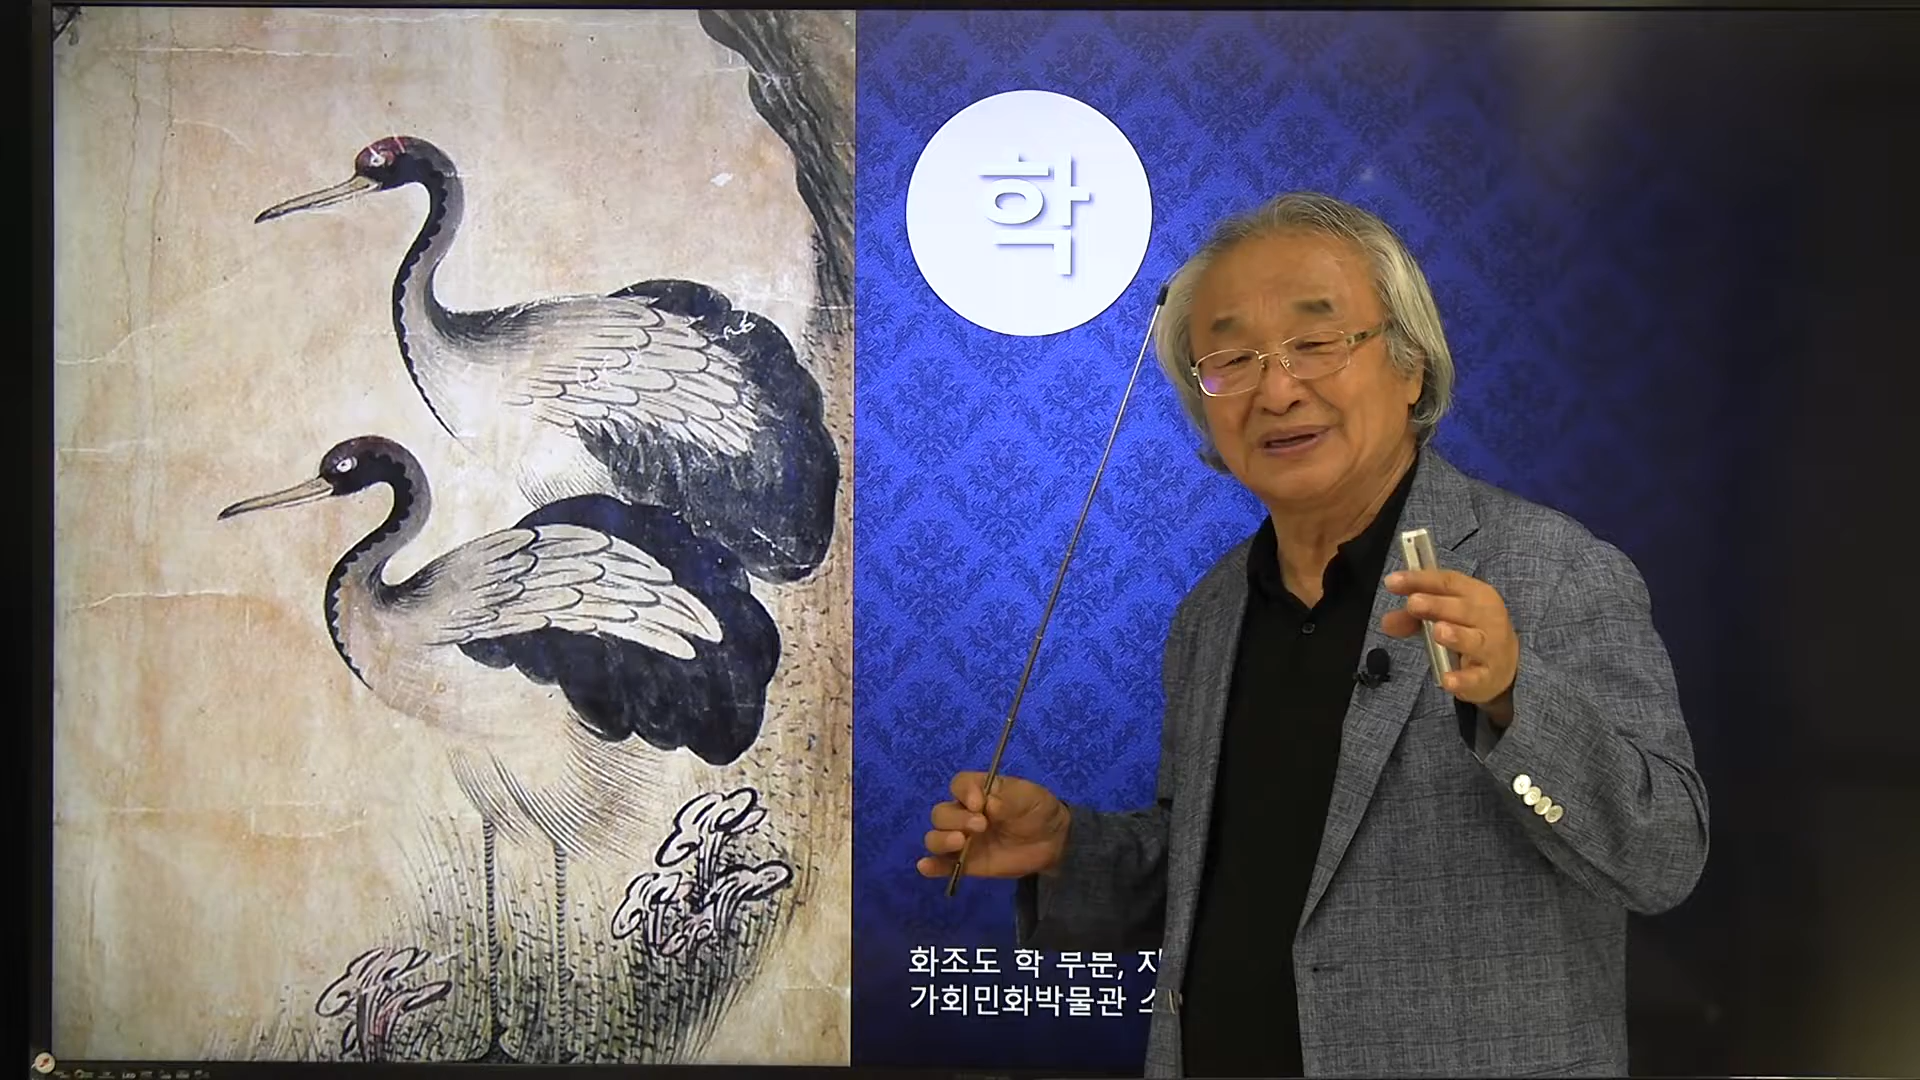 학
화조도 학 무문,
가회민화박물관